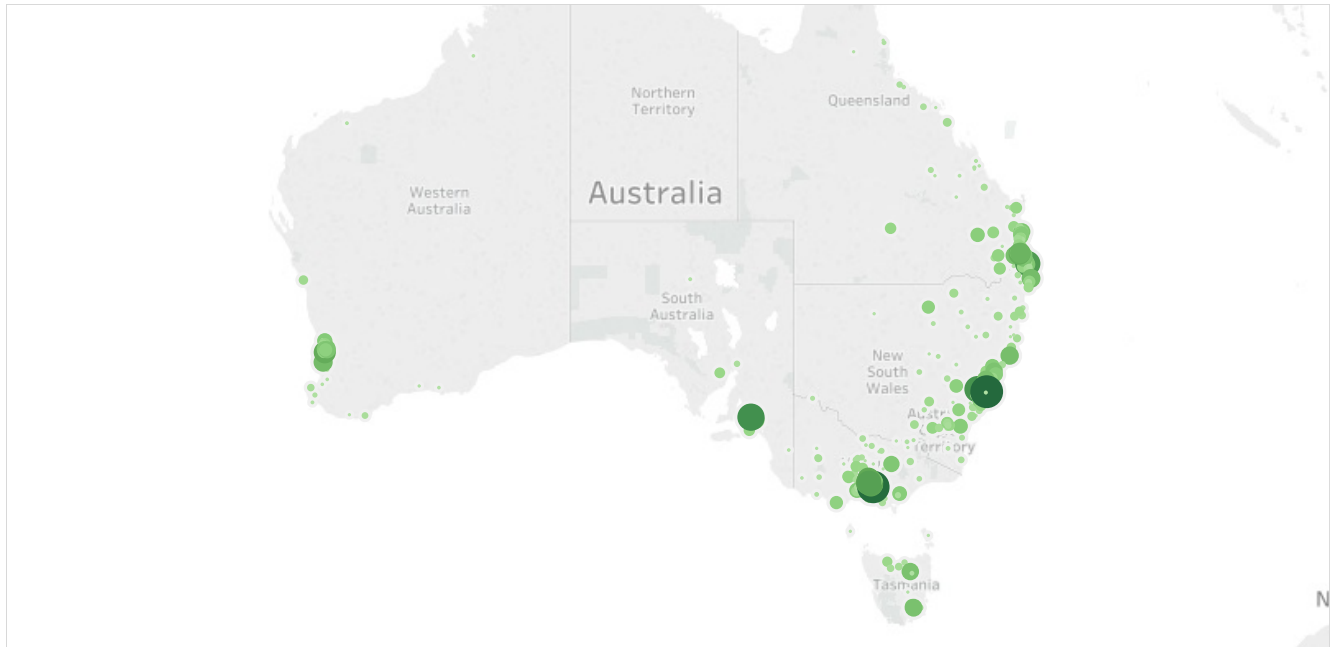 Northern
Territory
Queensland
Western
Australia
Australia
South
Australia
New
South
Wales
Tasmania
N